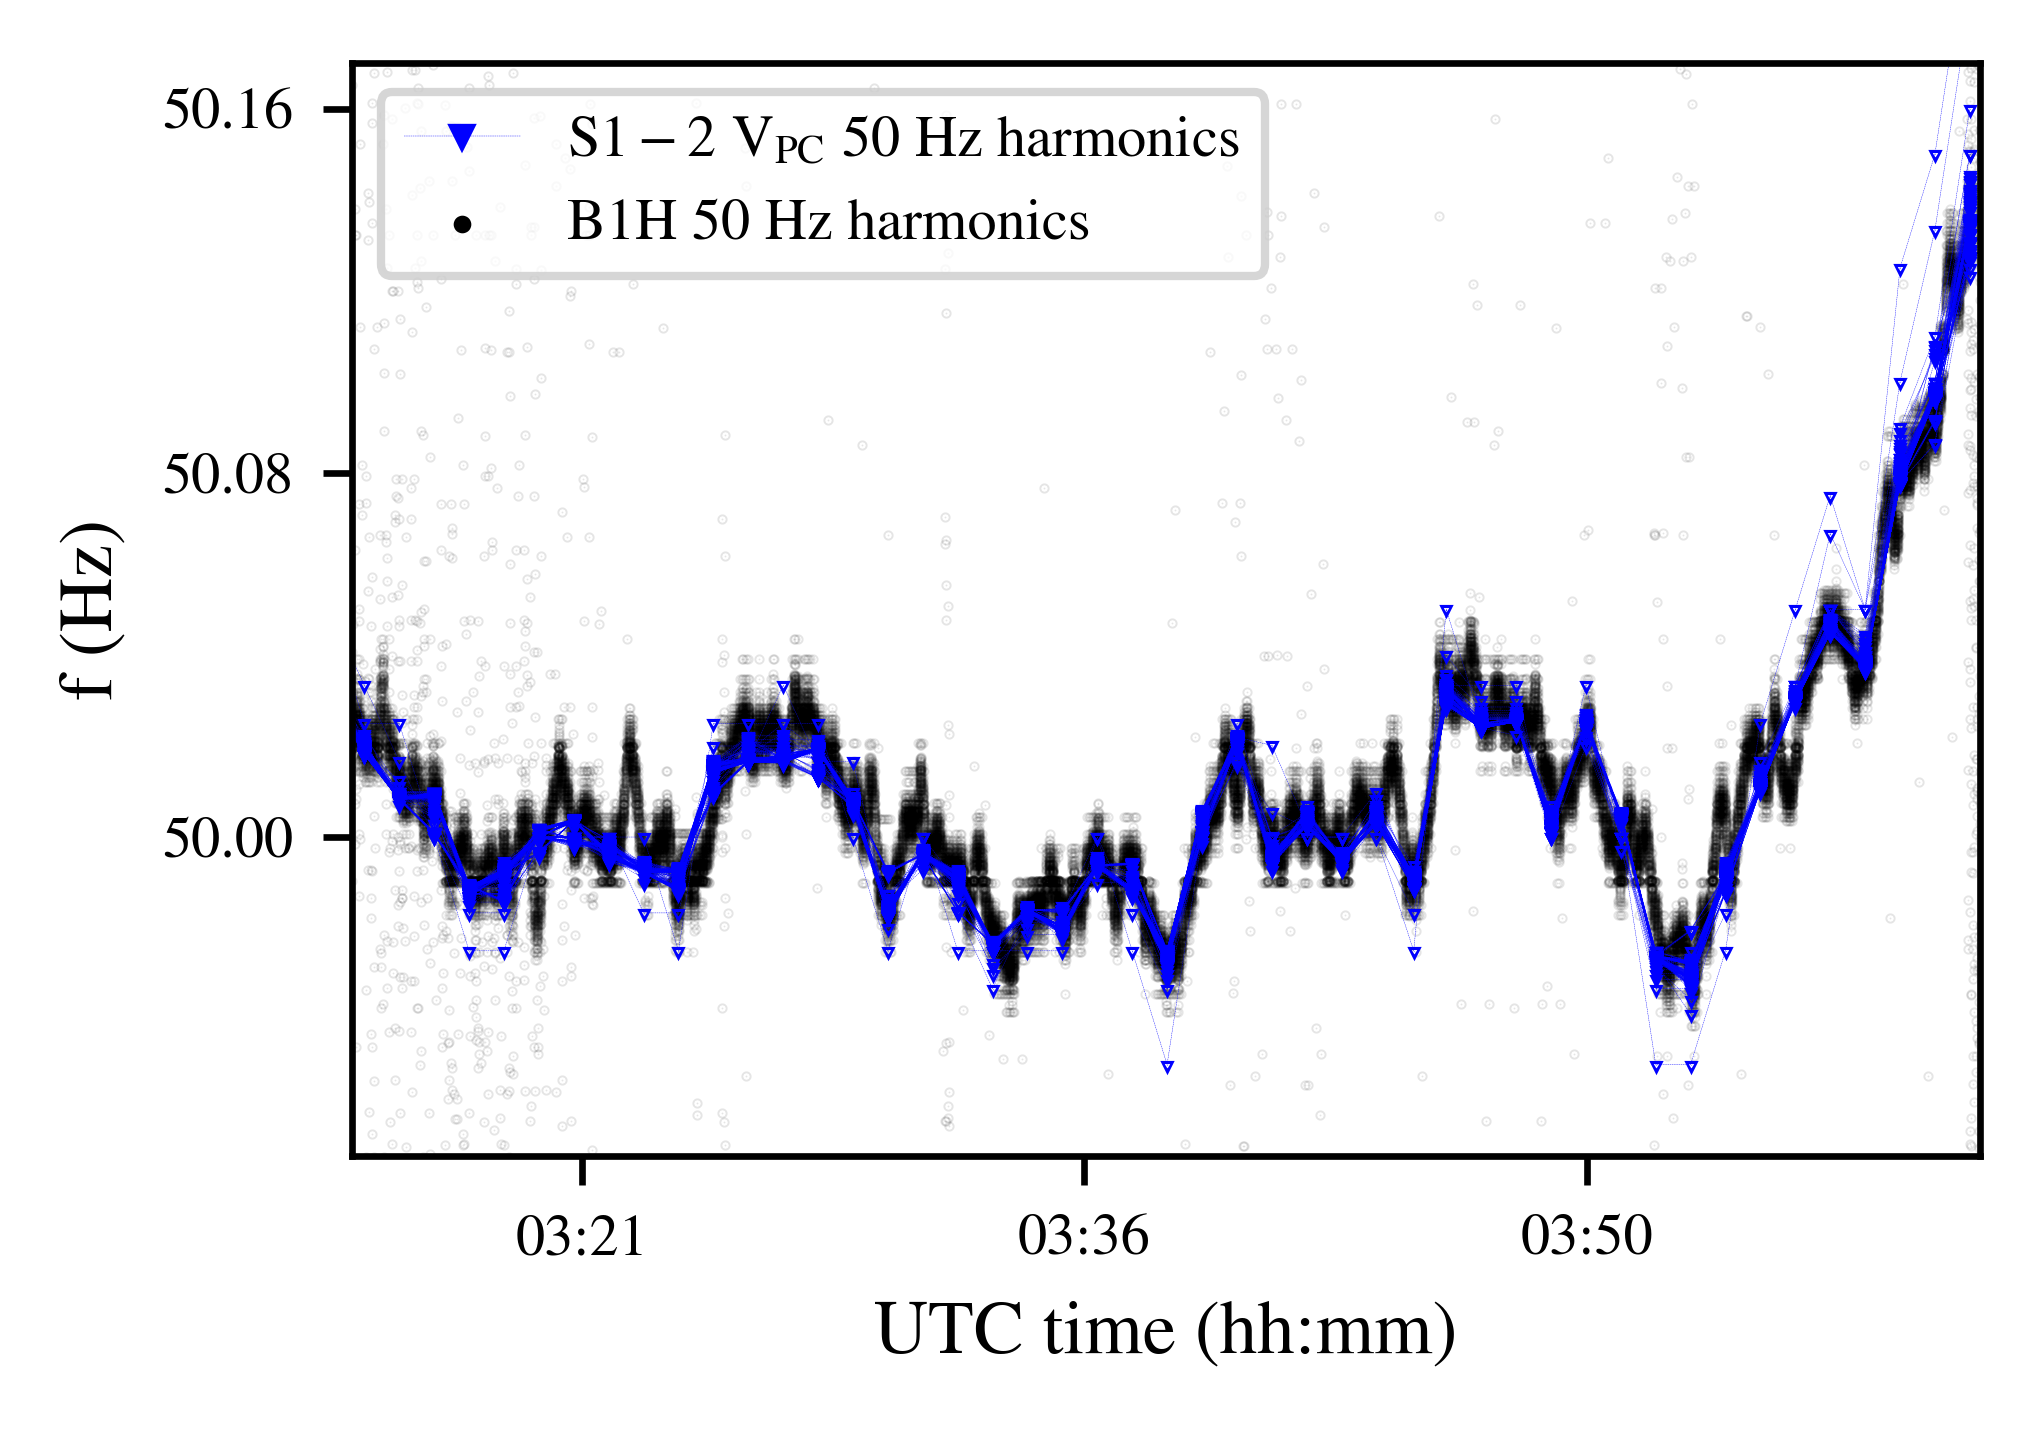 50.16
50.08
50.00
f (Hz)
S1 – 2 V_PC 50 Hz harmonics
B1H 50 Hz harmonics
03:21 03:36 03:50
UTC time (hh:mm)